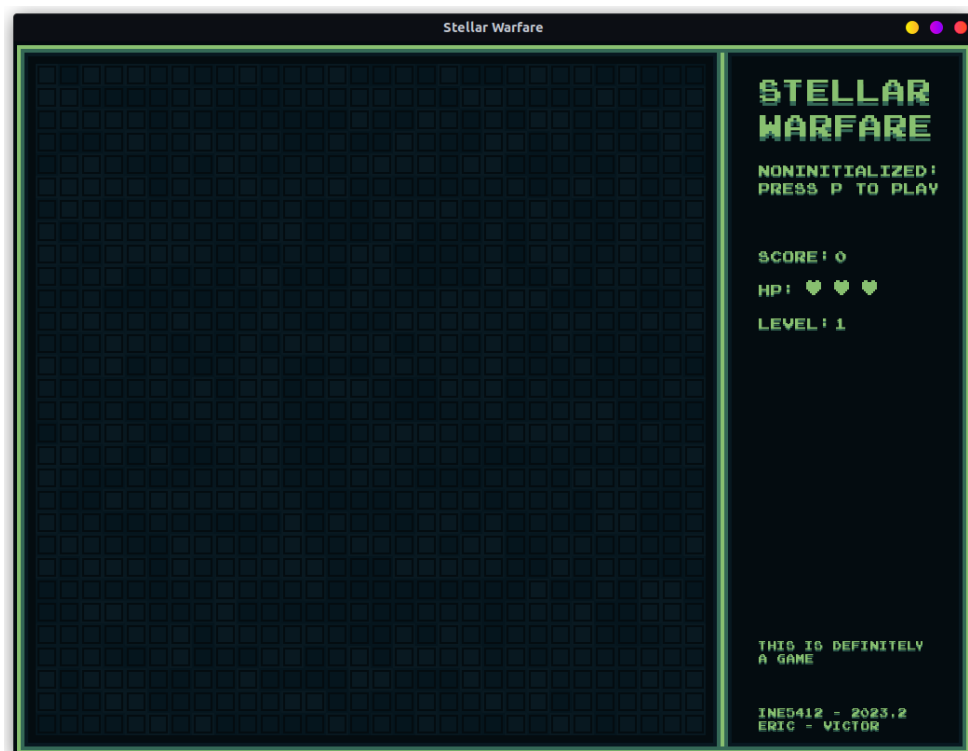 Stellar Warfare
STELLAR
WARFARE
NONINITIALIZED:
PRESS P TO PLAY
SCORE: 0
HP:
LEVEL: 1
THIS IS DEFINITELY
A GAME
INE5412 - 2023.2
ERIC - VICTOR